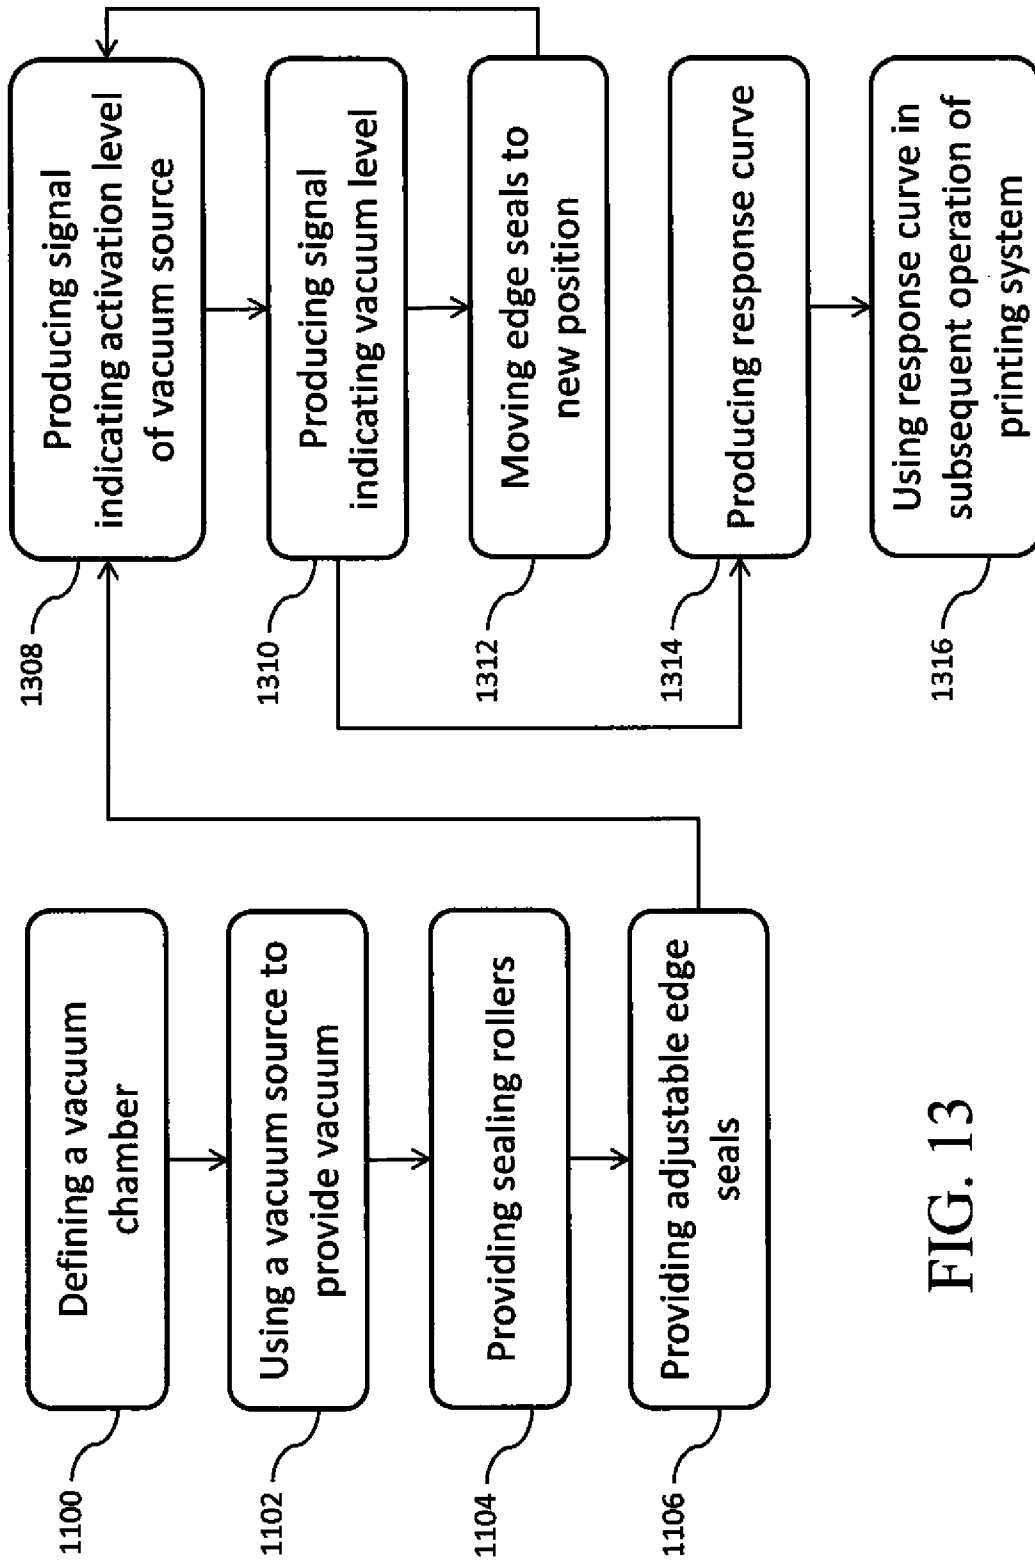 1100
Defining a vacuum
chamber
1102
Using a vacuum source to
provide vacuum
1104
Providing sealing rollers
1106
Providing adjustable edge
seals
1308
Producing signal
indicating activation level
of vacuum source
1310
Producing signal
indicating vacuum level
1312
Moving edge seals to
new position
1314
Producing response curve
1316
Using response curve in
subsequent operation of
printing system
FIG. 13